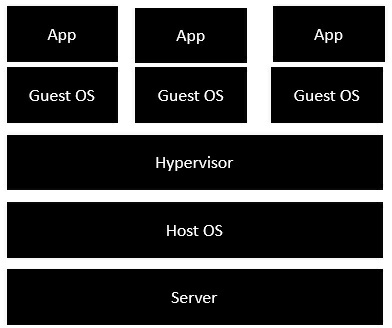 App
App
App
Guest OS
Guest OS
Guest OS
Hypervisor
Host OS
Server